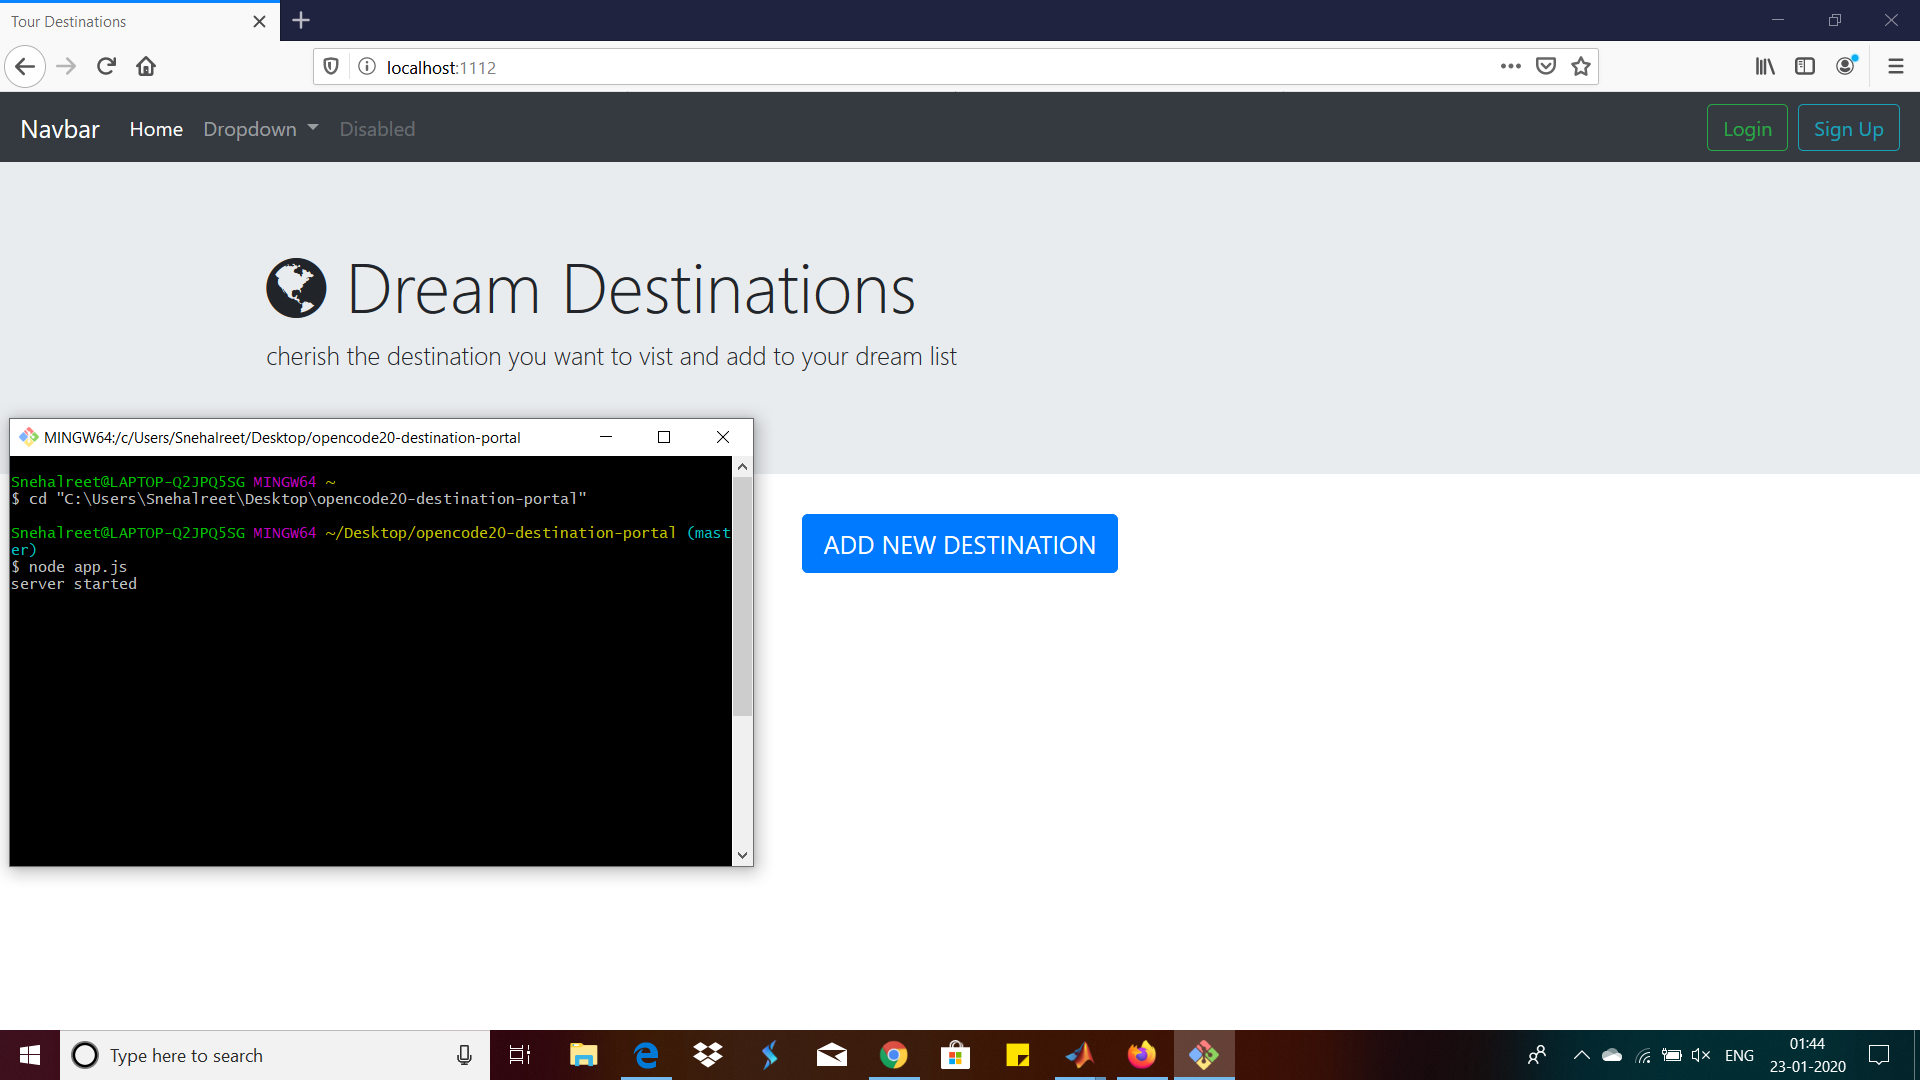 Tour Destinations
localhost:1112
Navbar Home Dropdown Disabled Login Sign Up
Dream Destinations
cherish the destination you want to vist and add to your dream list
MINGW64:/c/Users/Snehalreet/Desktop/opencode20-destination-portal
Snehalreet@LAPTOP-Q2JPQ5SG MINGW64 ~
$ cd "C:\Users\Snehalreet\Desktop\opencode20-destination-portal"
Snehalreet@LAPTOP-Q2JPQ5SG MINGW64 ~/Desktop/opencode20-destination-portal (mast
er)
$ node app.js
server started
ADD NEW DESTINATION
Type here to search
ENG
01:44
23-01-2020